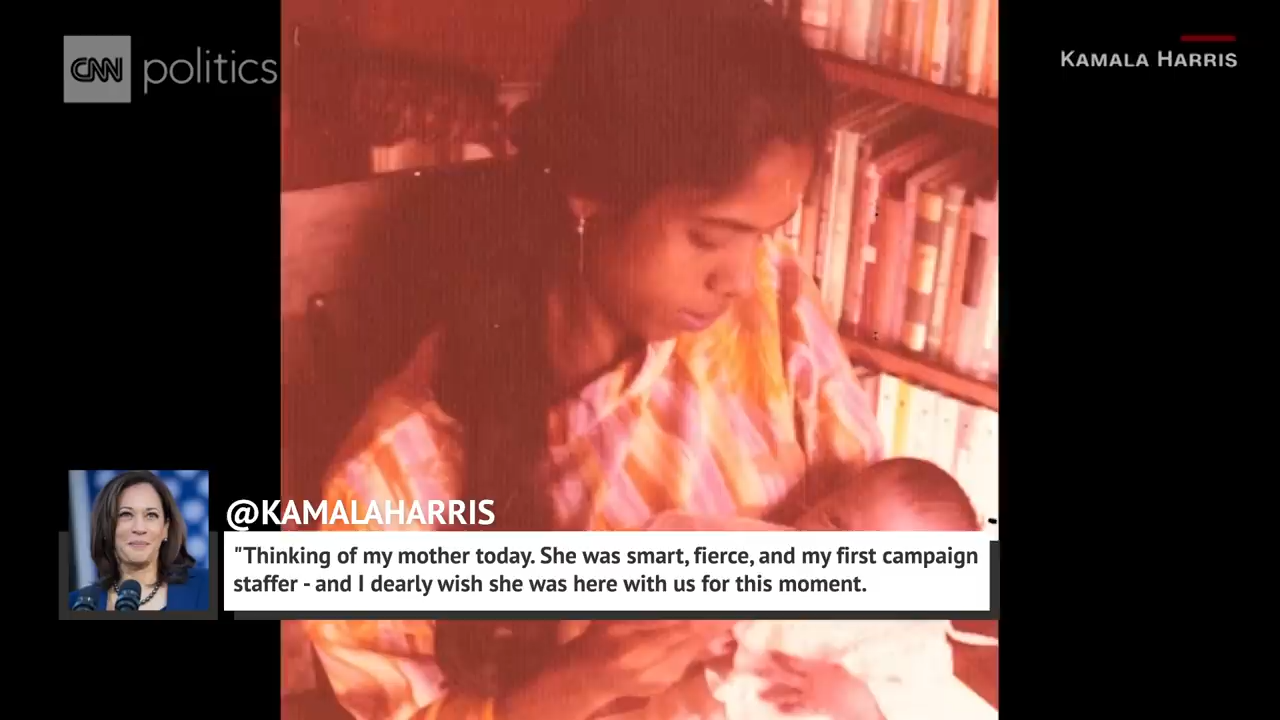 CNN politics
KAMALA HARRIS
@KAMALAHARRIS
"Thinking of my mother today. She was smart, fierce, and my first campaign
staffer - and I dearly wish she was here with us for this moment.